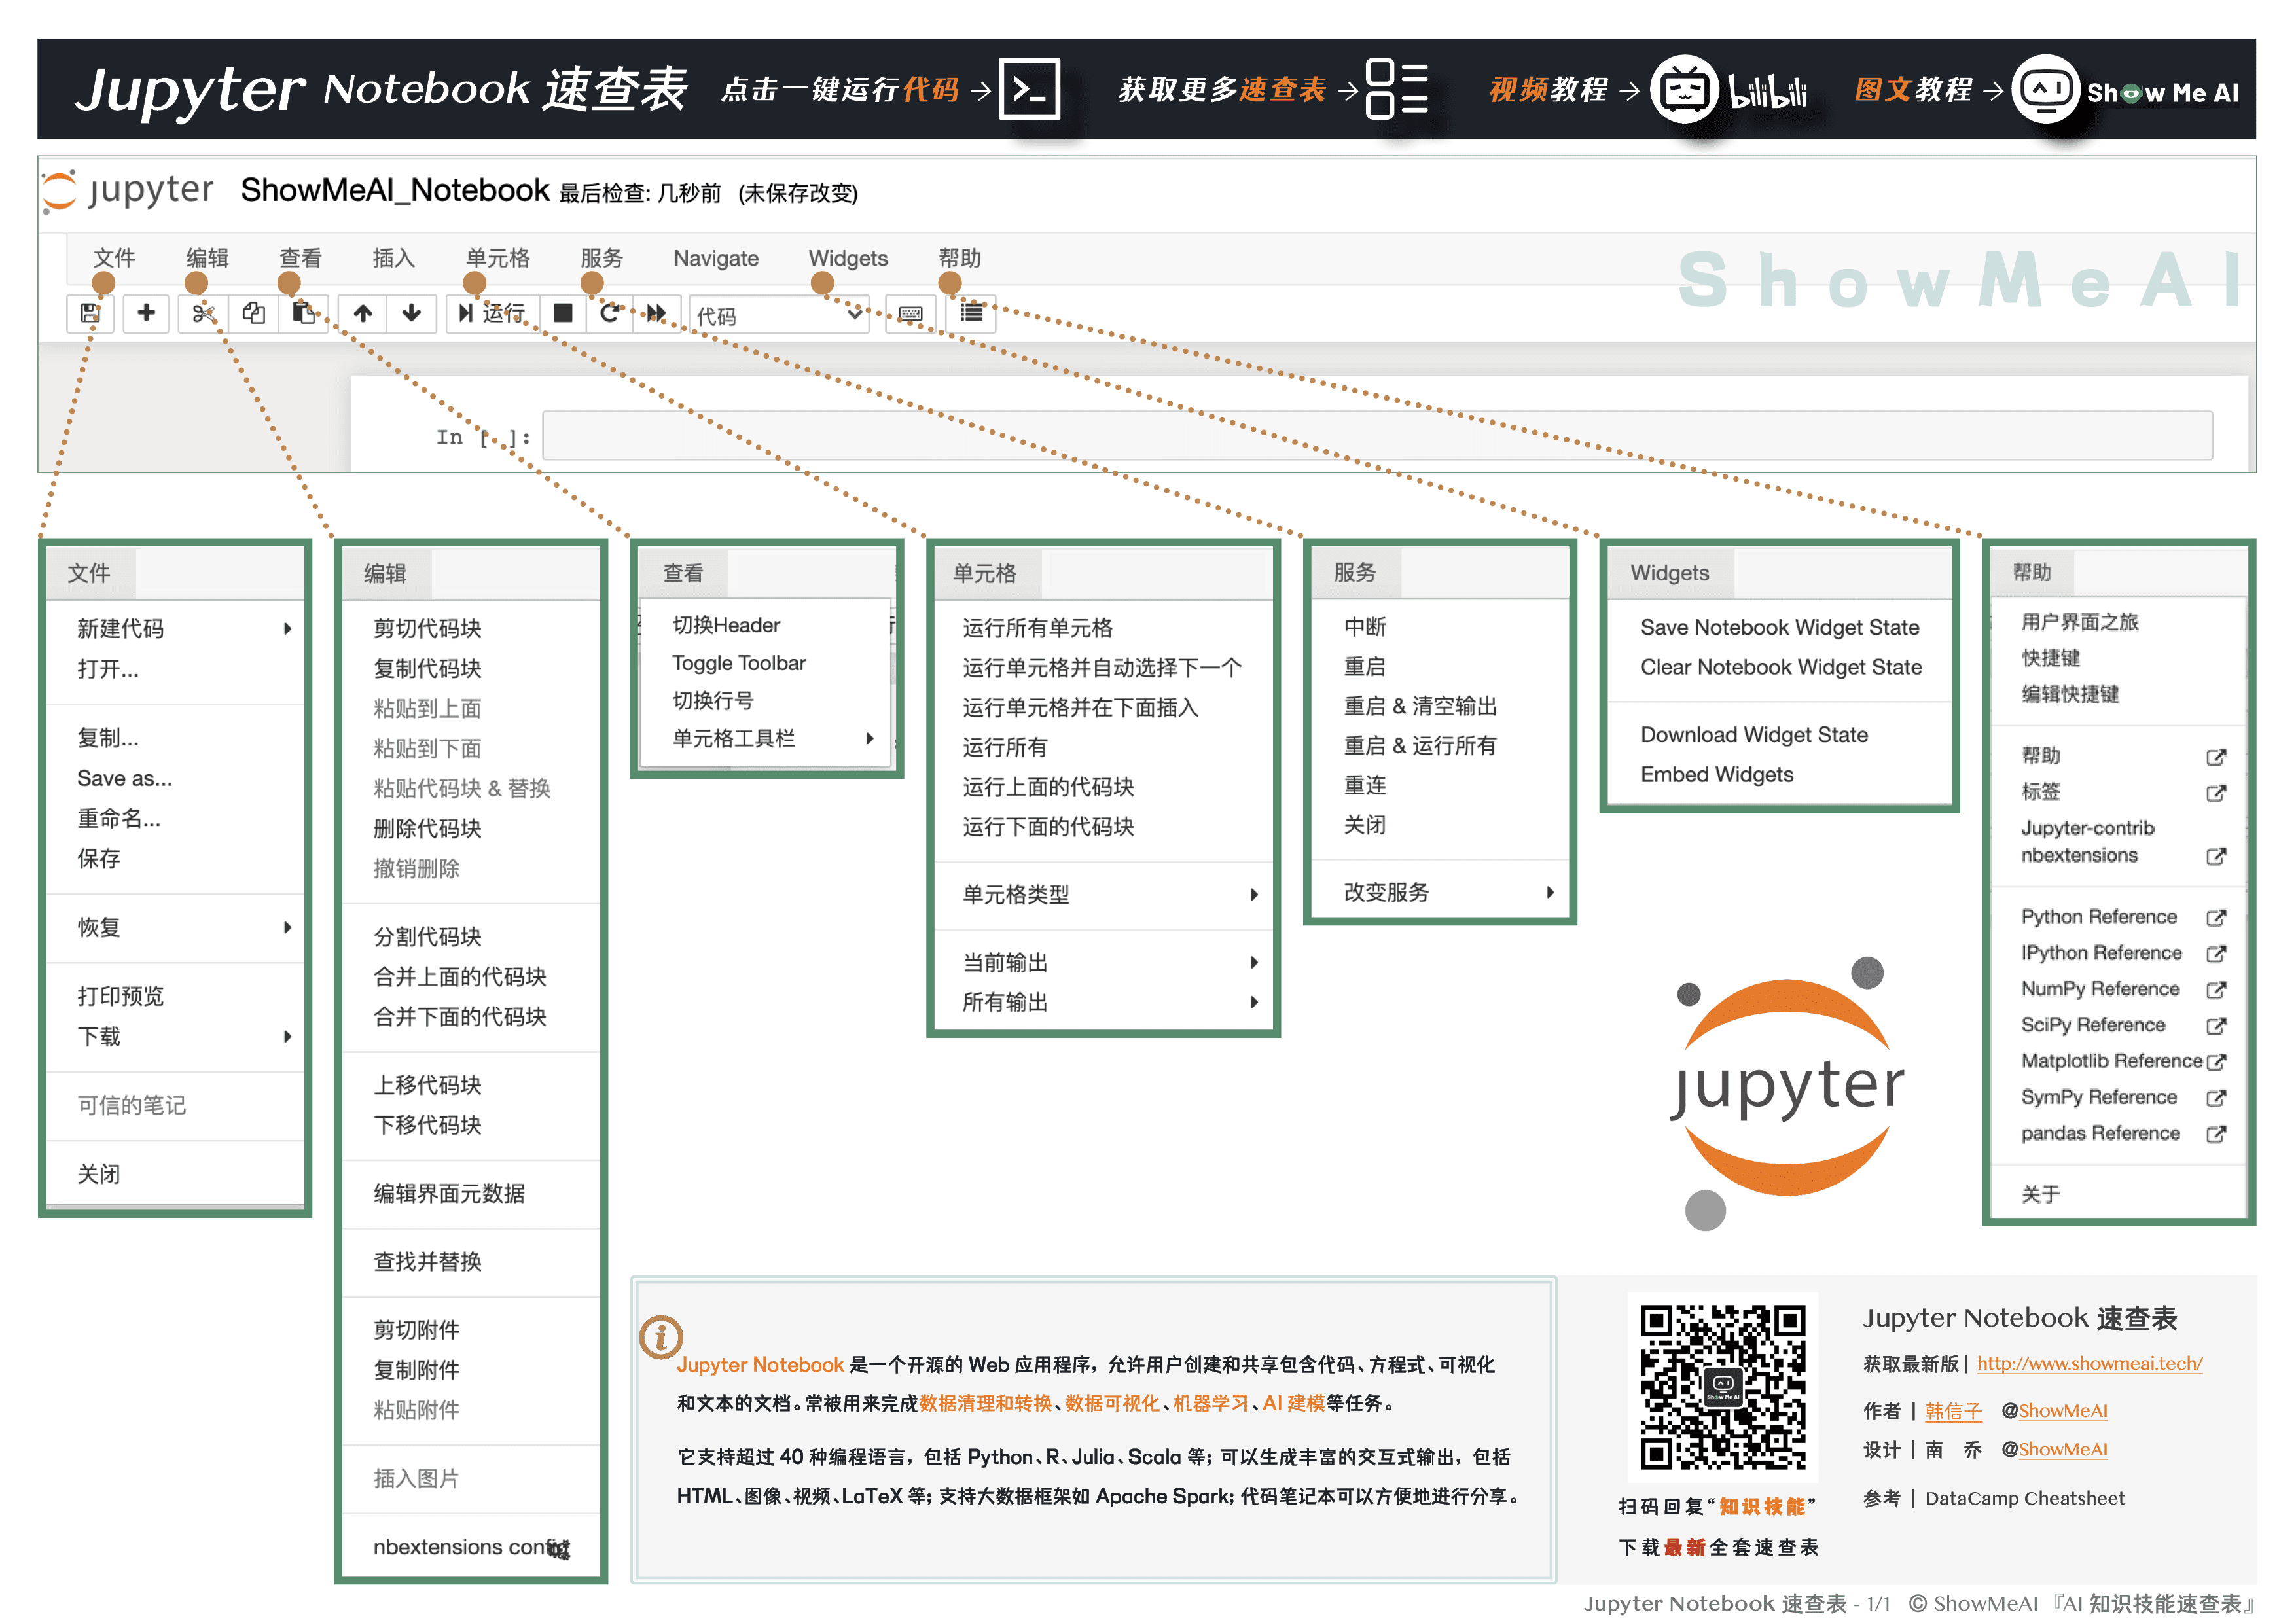 Jupyter Notebook 速查表 点击一键运行代码→ 获取更多速查表→ 视频教程→ bilibili 图文教程→ Show Me AI
jupyter ShowMeAI_Notebook 最后检查: 几秒前 (未保存改变)
文件 编辑 查看 插入 单元格 服务 Navigate Widgets 帮助
ShowMeAI
运行 代码
In [ ]:
文件
新建代码
打开...
复制...
Save as...
重命名...
保存
恢复
打印预览
下载
可信的笔记
关闭
编辑
剪切代码块
复制代码块
粘贴到上面
粘贴到下面
粘贴代码块 & 替换
删除代码块
撤销删除
分割代码块
合并上面的代码块
合并下面的代码块
上移代码块
下移代码块
编辑界面元数据
查找并替换
剪切附件
复制附件
粘贴附件
插入图片
nbextensions config
查看
切换Header
Toggle Toolbar
切换行号
单元格工具栏
单元格
运行所有单元格
运行单元格并自动选择下一个
运行单元格并在下面插入
运行所有
运行上面的代码块
运行下面的代码块
单元格类型
当前输出
所有输出
服务
中断
重启
重启 & 清空输出
重启 & 运行所有
重连
关闭
改变服务
Widgets
Save Notebook Widget State
Clear Notebook Widget State
Download Widget State
Embed Widgets
帮助
用户界面之旅
快捷键
编辑快捷键
帮助
标签
Jupyter-contrib
nbextensions
Python Reference
IPython Reference
NumPy Reference
SciPy Reference
Matplotlib Reference
SymPy Reference
pandas Reference
关于
jupyter
Jupyter Notebook 是一个开源的 Web 应用程序，允许用户创建和共享包含代码、方程式、可视化
和文本的文档。常被用来完成数据清理和转换、数据可视化、机器学习、AI 建模等任务。
它支持超过 40 种编程语言，包括 Python、R、Julia、Scala 等；可以生成丰富的交互式输出，包括
HTML、图像、视频、LaTeX 等；支持大数据框架如 Apache Spark；代码笔记本可以方便地进行分享。
Show Me AI
扫码回复“知识技能”
下载最新全套速查表
Jupyter Notebook 速查表
获取最新版 | http://www.showmeai.tech/
作者 | 韩信子 @ShowMeAI
设计 | 南 乔 @ShowMeAI
参考 | DataCamp Cheatsheet
Jupyter Notebook 速查表 - 1/1 © ShowMeAI 『AI 知识技能速查表』